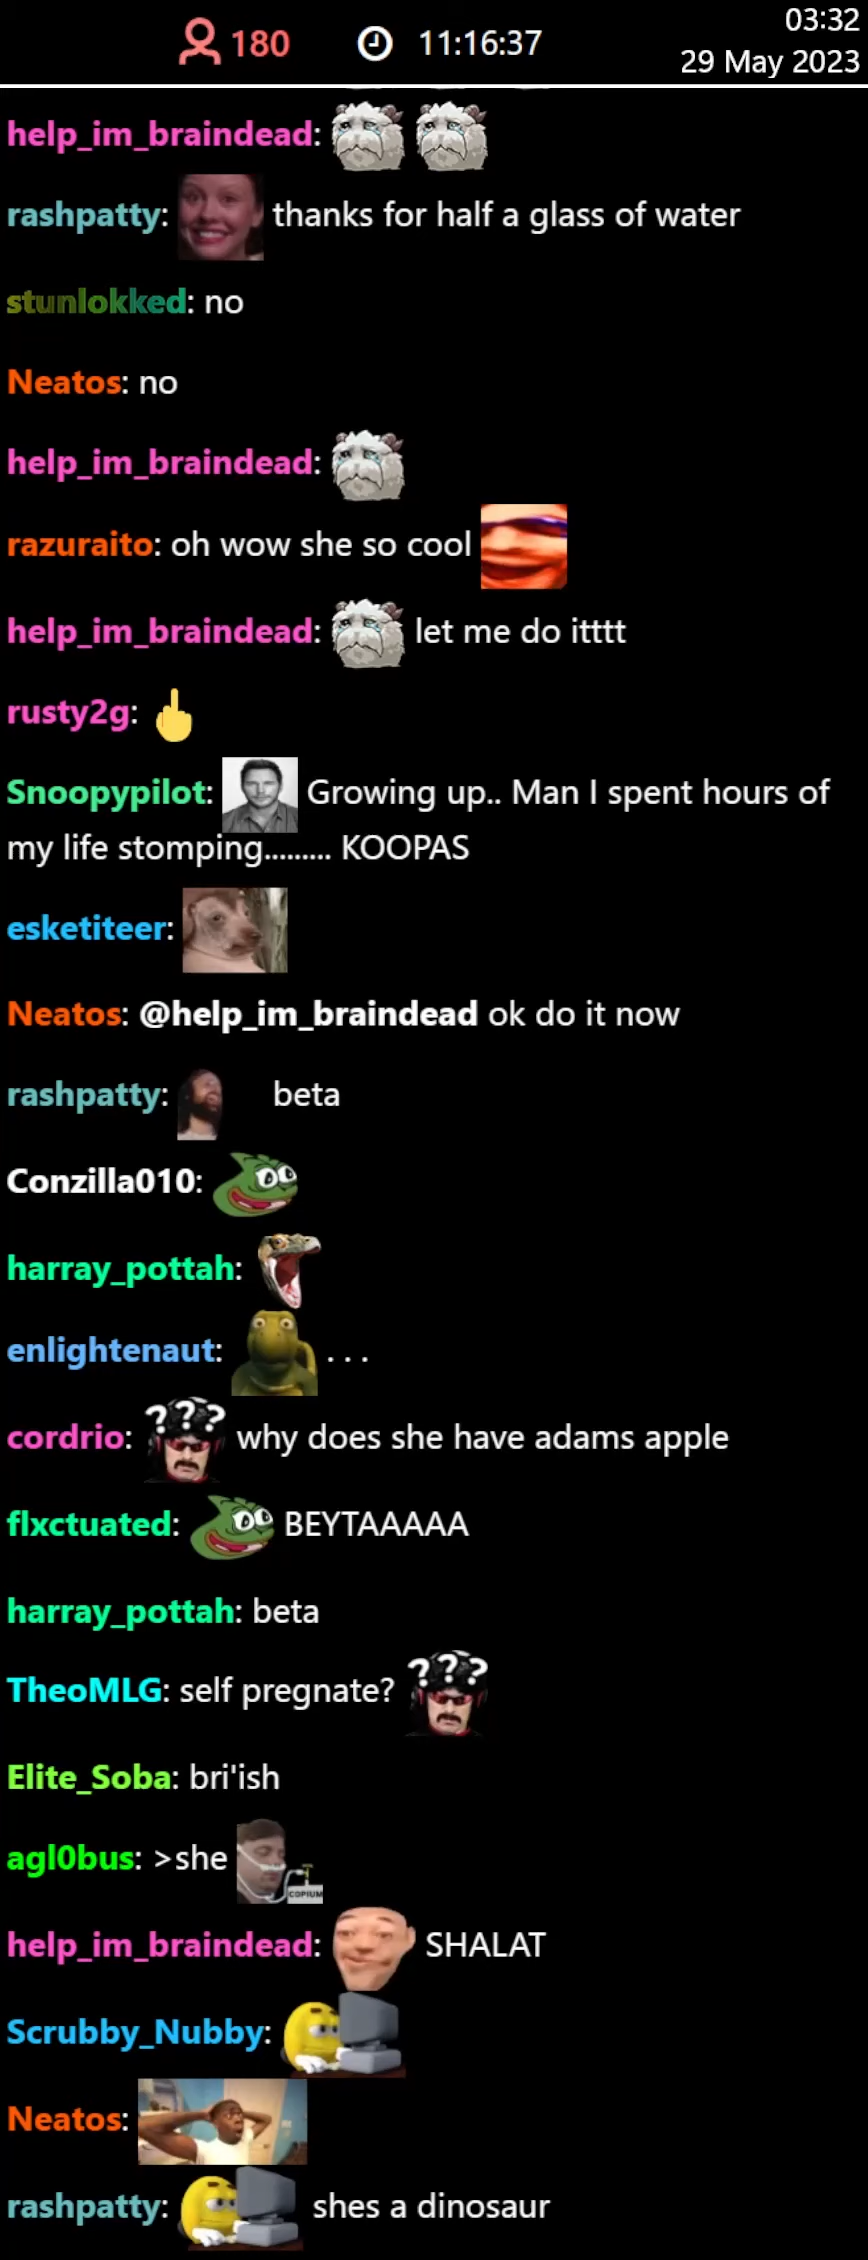 180 11:16:37 03:32
29 May 2023
help_im_braindead:
rashpatty: thanks for half a glass of water
stunlokked: no
Neatos: no
help_im_braindead:
razuraito: oh wow she so cool
help_im_braindead: let me do itttt
rusty2g:
Snoopypilot: Growing up.. Man I spent hours of
my life stomping......... KOOPAS
esketiteer:
Neatos: @help_im_braindead ok do it now
rashpatty: beta
Conzilla010:
harray_pottah:
enlightenaut: . . .
cordrio: ??? why does she have adams apple
flxctuated: BEYTAAAAA
harray_pottah: beta
TheoMLG: self pregnate? ???
Elite_Soba: bri'ish
agl0bus: >she COPIUM
help_im_braindead: SHALAT
Scrubby_Nubby:
Neatos:
rashpatty: shes a dinosaur